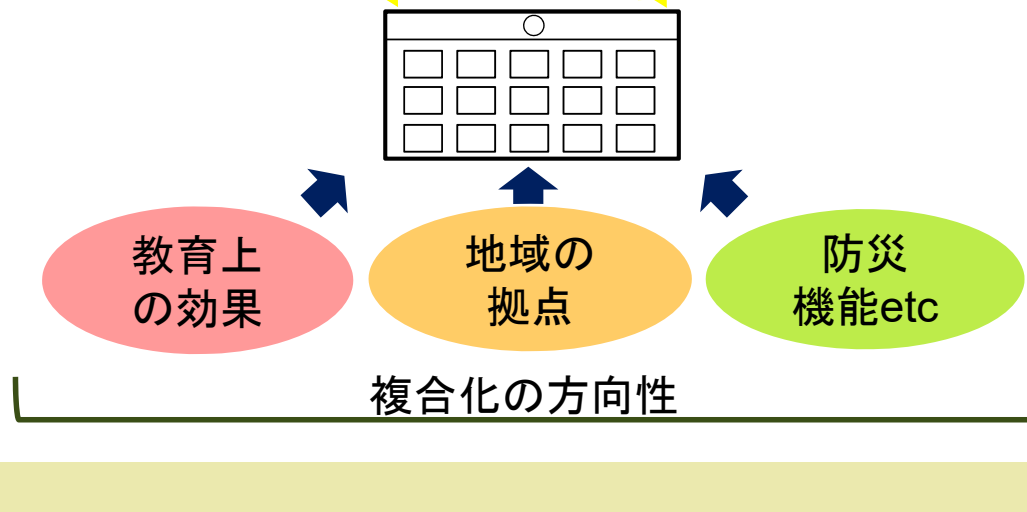 教育上
の効果
地域の
拠点
防災
機能etc
複合化の方向性